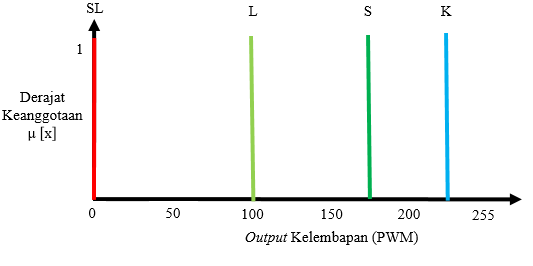 SL L S K
1
Derajat
Keanggotaan
μ [x]
0 50 100 150 200 255
Output Kelembapan (PWM)